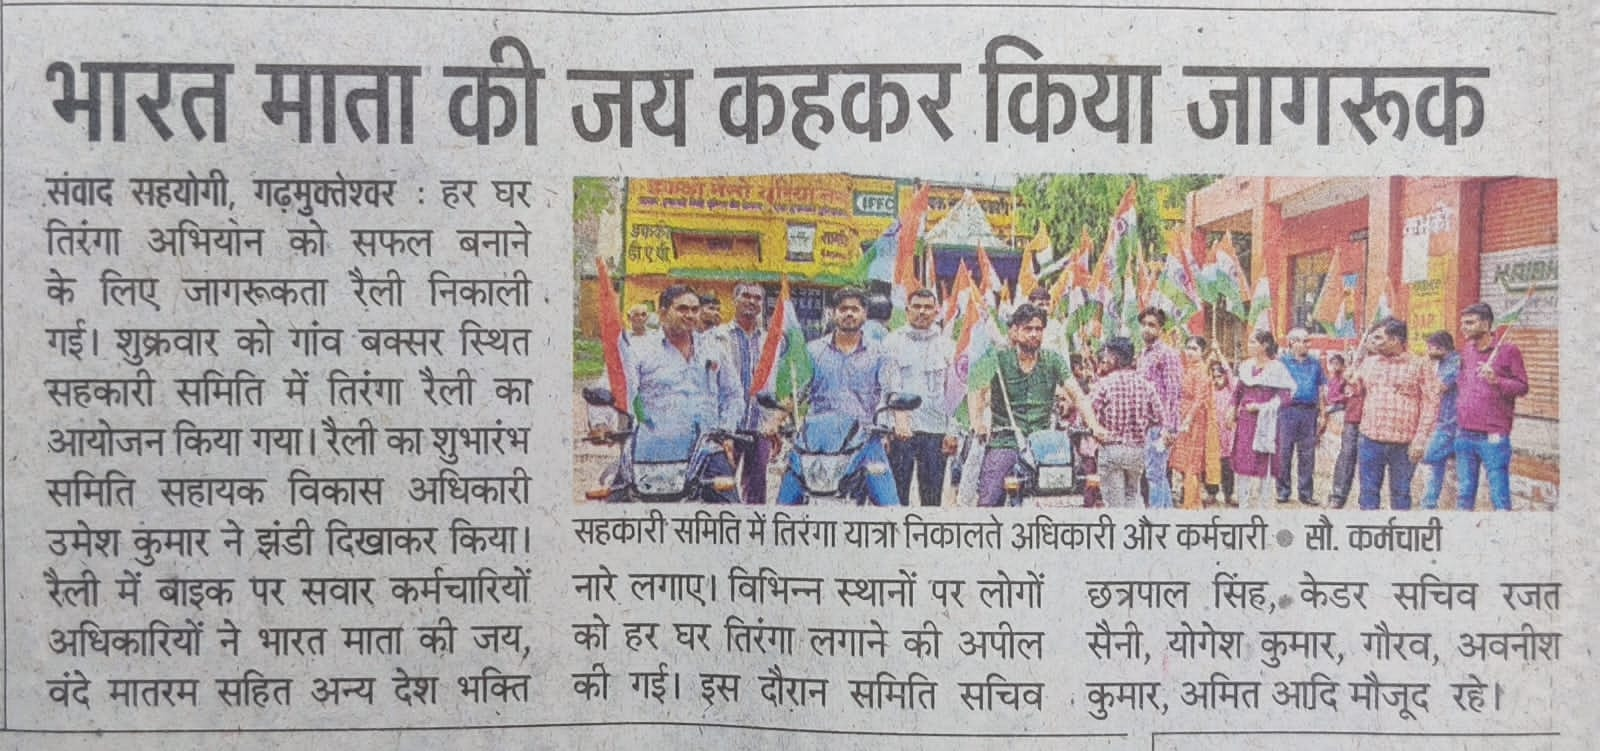 भारत माता की जय कहकर किया जागरूक
संवाद सहयोगी, गढ़मुक्तेश्वर : हर घर
तिरंगा अभियान को सफल बनाने
के लिए जागरूकता रैली निकाली
गई। शुक्रवार को गांव बक्सर स्थित
सहकारी समिति में तिरंगा रैली का
आयोजन किया गया। रैली का शुभारंभ
समिति सहायक विकास अधिकारी
उमेश कुमार ने झंडी दिखाकर किया।
रैली में बाइक पर सवार कर्मचारियों
अधिकारियों ने भारत माता की जय,
वंदे मातरम सहित अन्य देश भक्ति
IFFC
सहकारी समिति में तिरंगा यात्रा निकालते अधिकारी और कर्मचारी ● सौ. कर्मचारी
नारे लगाए। विभिन्न स्थानों पर लोगों
को हर घर तिरंगा लगाने की अपील
की गई। इस दौरान समिति सचिव
छत्रपाल सिंह, केडर सचिव रजत
सैनी, योगेश कुमार, गौरव, अवनीश
कुमार, अमित आदि मौजूद रहे।